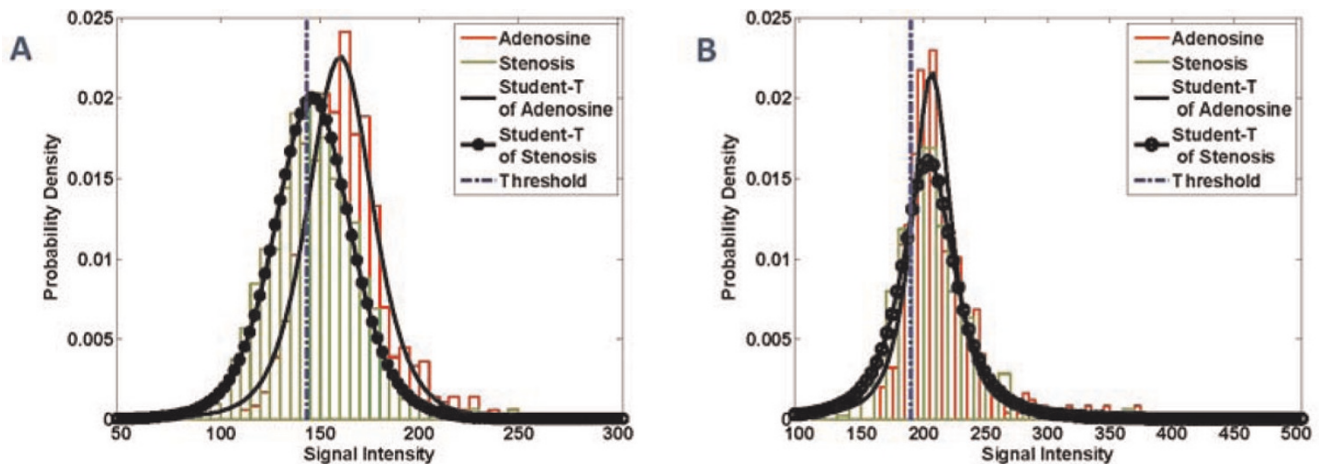 A
0.025
0.02
0.015
0.01
0.005
0
Probability Density
50
100
150
200
250
300
Signal Intensity
Adenosine
Stenosis
Student-T
of Adenosine
Student-T
of Stenosis
Threshold
B
0.025
0.02
0.015
0.01
0.005
0
Probability Density
100
150
200
250
300
350
400
450
500
Signal Intensity
Adenosine
Stenosis
Student-T
of Adenosine
Student-T
of Stenosis
Threshold